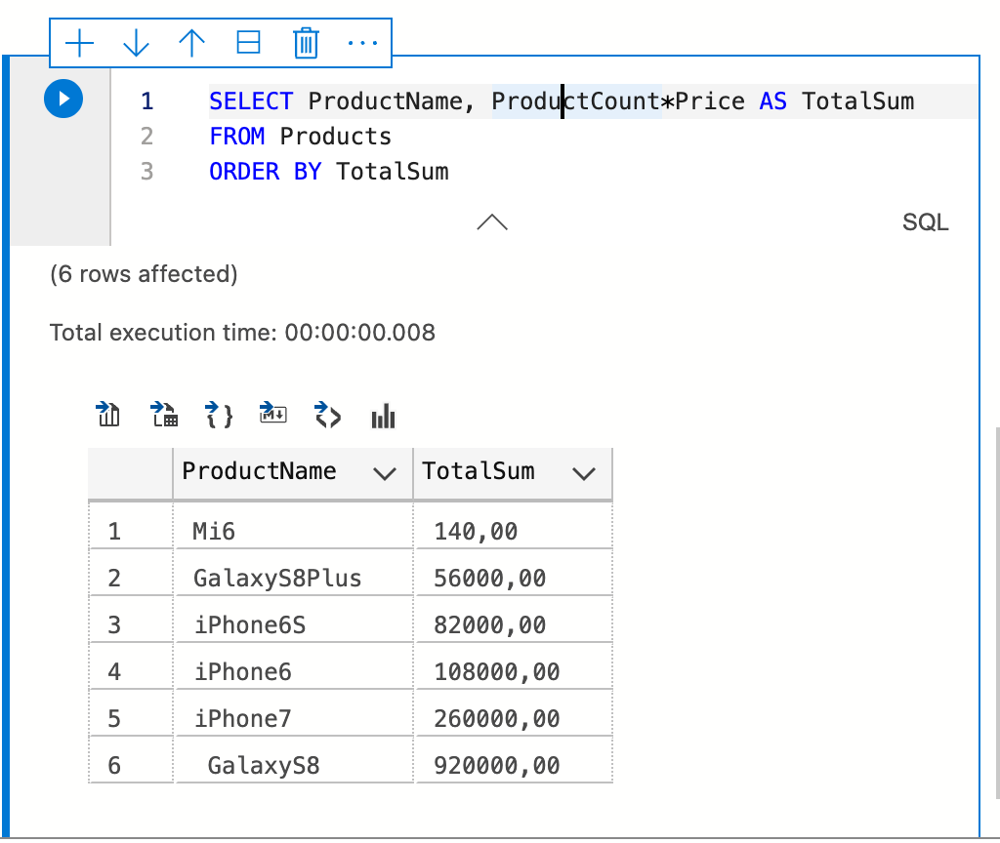 1 SELECT ProductName, ProductCount*Price AS TotalSum
2 FROM Products
3 ORDER BY TotalSum
SQL
(6 rows affected)
Total execution time: 00:00:00.008
ProductName TotalSum
1 Mi6 140,00
2 GalaxyS8Plus 56000,00
3 iPhone6S 82000,00
4 iPhone6 108000,00
5 iPhone7 260000,00
6 GalaxyS8 920000,00